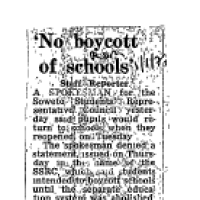 'No boycott
of schools'
Staff Reporter
A SPOKESMAN for the
Soweto Students' Repre-
sentative Council yester-
day said pupils would re-
turn to schools when they
reopened on Tuesday.
The spokesman denied a
statement, issued on Thurs-
day in the name of the
SSRC, which said students
intended to boycott schools
until the separate educa-
tion system was abolished